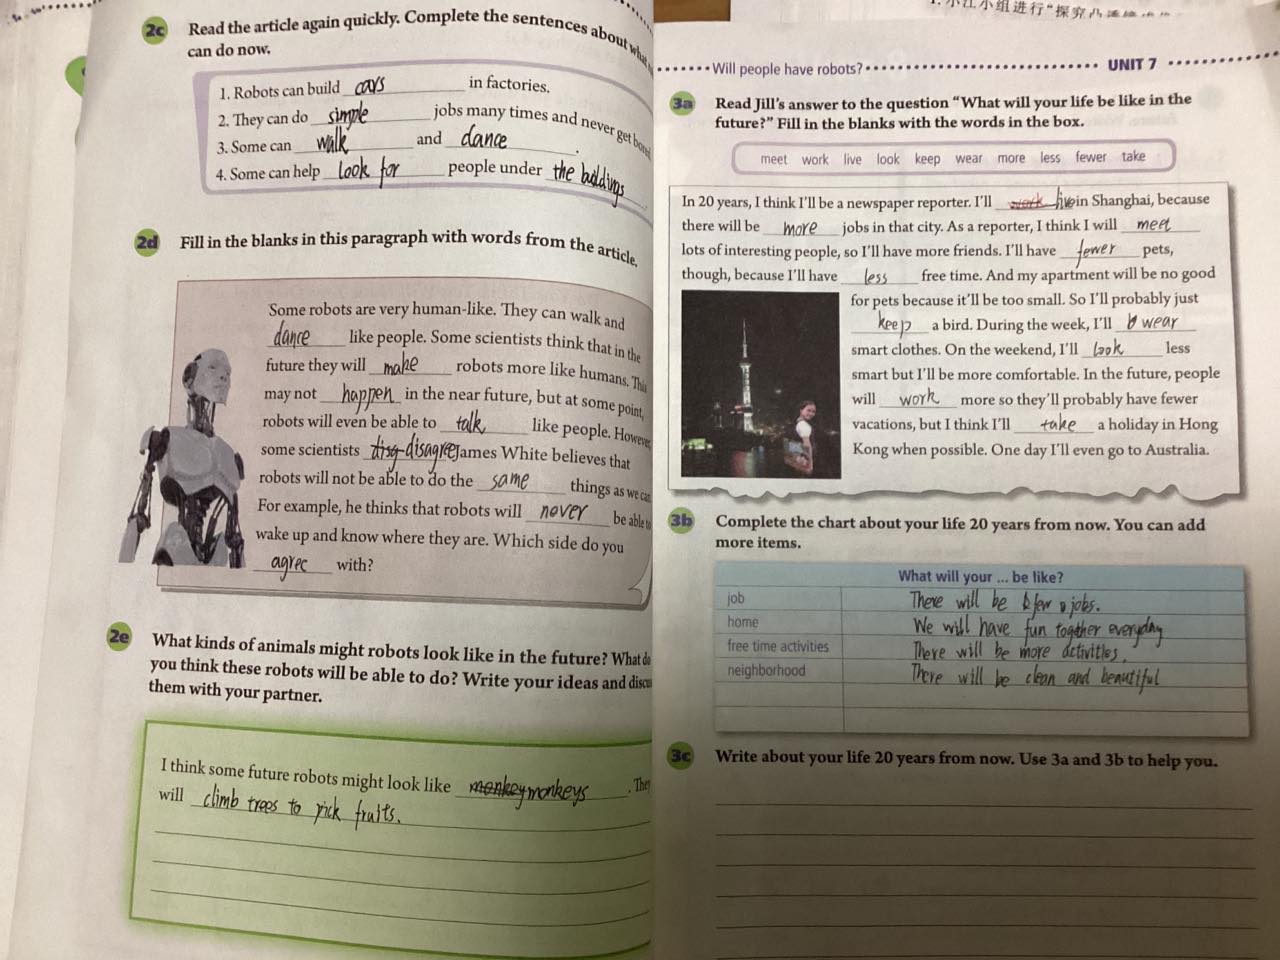 2c Read the article again quickly. Complete the sentences about what
can do now.
1. Robots can build cars in factories.
2. They can do simple jobs many times and never get bored
3. Some can walk and dance.
4. Some can help look for people under the buildings.
2d Fill in the blanks in this paragraph with words from the article.
Some robots are very human-like. They can walk and
dance like people. Some scientists think that in the
future they will make robots more like humans. This
may not happen in the near future, but at some point,
robots will even be able to talk like people. However,
some scientists disagree. James White believes that
robots will not be able to do the same things as we can
For example, he thinks that robots will never be able to
wake up and know where they are. Which side do you
agree with?
2e What kinds of animals might robots look like in the future? What do
you think these robots will be able to do? Write your ideas and discu
them with your partner.
I think some future robots might look like monkey monkeys. They
will climb trees to pick fruits.
1. 小江小组进行“探究凸
Will people have robots? UNIT 7
3a Read Jill's answer to the question “What will your life be like in the
future?” Fill in the blanks with the words in the box.
meet work live look keep wear more less fewer take
In 20 years, I think I'll be a newspaper reporter. I'll work live in Shanghai, because
there will be more jobs in that city. As a reporter, I think I will meet
lots of interesting people, so I'll have more friends. I'll have fewer pets,
though, because I'll have less free time. And my apartment will be no good
for pets because it'll be too small. So I'll probably just
keep a bird. During the week, I'll wear
smart clothes. On the weekend, I'll look less
smart but I'll be more comfortable. In the future, people
will work more so they'll probably have fewer
vacations, but I think I'll take a holiday in Hong
Kong when possible. One day I'll even go to Australia.
3b Complete the chart about your life 20 years from now. You can add
more items.
What will your ... be like?
job There will be few jobs.
home We will have fun together everyday
free time activities There will be more activities.
neighborhood There will be clean and beautiful
3c Write about your life 20 years from now. Use 3a and 3b to help you.